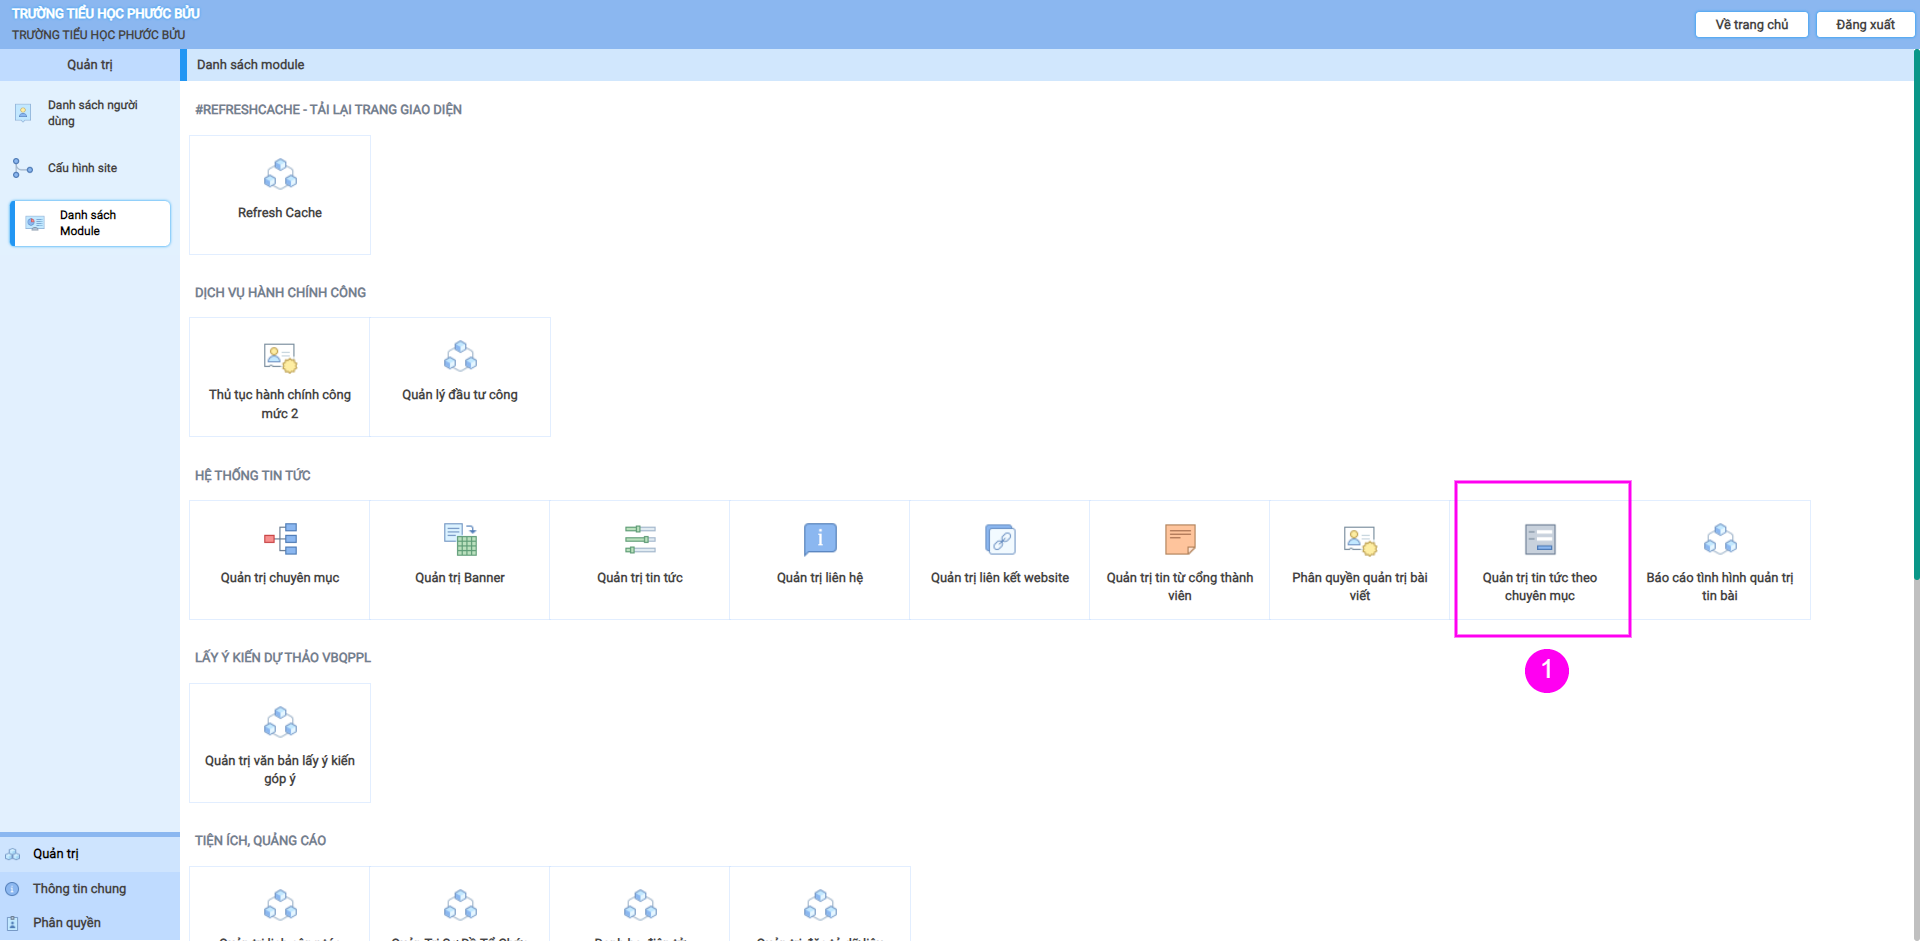 TRƯỜNG TIỂU HỌC PHƯỚC BỬU
TRƯỜNG TIỂU HỌC PHƯỚC BỬU
Về trang chủ
Đăng xuất
Quản trị
Danh sách module
Danh sách người
dùng
Cấu hình site
Danh sách
Module
#REFRESHCACHE - TẢI LẠI TRANG GIAO DIỆN
Refresh Cache
DỊCH VỤ HÀNH CHÍNH CÔNG
Thủ tục hành chính công
mức 2
Quản lý đầu tư công
HỆ THỐNG TIN TỨC
Quản trị chuyên mục
Quản trị Banner
Quản trị tin tức
Quản trị liên hệ
Quản trị liên kết website
Quản trị tin từ cổng thành
viên
Phân quyền quản trị bài
viết
Quản trị tin tức theo
chuyên mục
Báo cáo tình hình quản trị
tin bài
1
LẤY Ý KIẾN DỰ THẢO VBQPPL
Quản trị văn bản lấy ý kiến
góp ý
TIỆN ÍCH, QUẢNG CÁO
Quản trị
Thông tin chung
Phân quyền